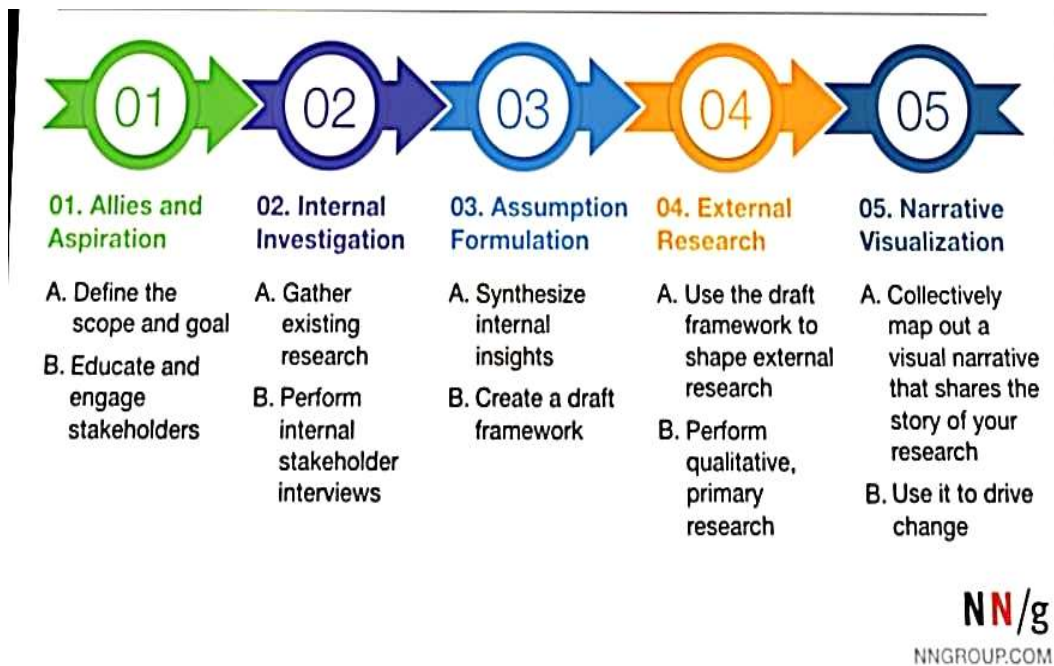 01
02
03
04
05
01. Allies and
Aspiration
A. Define the
scope and goal
B. Educate and
engage
stakeholders
02. Internal
Investigation
A. Gather
existing
research
B. Perform
internal
stakeholder
interviews
03. Assumption
Formulation
A. Synthesize
internal
insights
B. Create a draft
framework
04. External
Research
A. Use the draft
framework to
shape external
research
B. Perform
qualitative,
primary
research
05. Narrative
Visualization
A. Collectively
map out a
visual narrative
that shares the
story of your
research
B. Use it to drive
change
NN/g
NNGROUP.COM